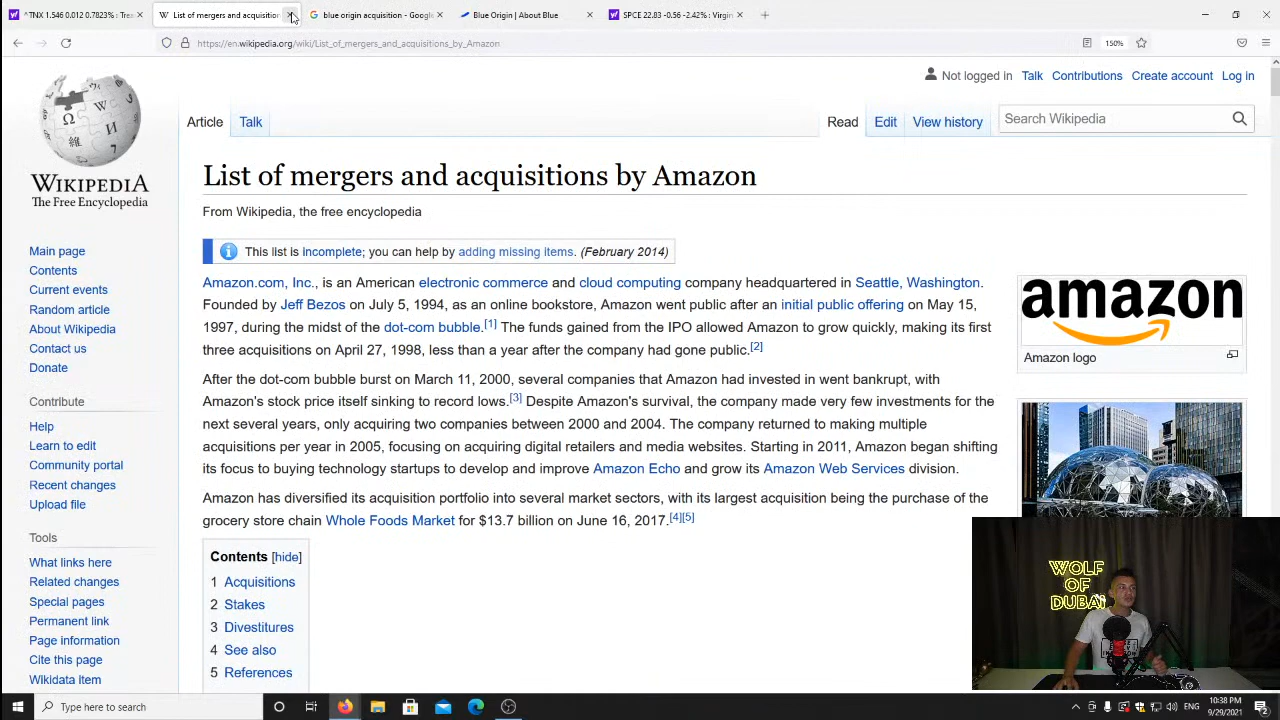 ^TNX 1.546 0.012 0.7823% : Trea
List of mergers and acquisition
blue origin acquisition - Google
Blue Origin | About Blue
SPCE 22.83 -0.56 -2.42% : Virgin
https://en.wikipedia.org/wiki/List_of_mergers_and_acquisitions_by_Amazon
150%
Not logged in Talk Contributions Create account Log in
Article Talk
Read Edit View history
Search Wikipedia
WIKIPEDIA
The Free Encyclopedia
Main page
Contents
Current events
Random article
About Wikipedia
Contact us
Donate
Contribute
Help
Learn to edit
Community portal
Recent changes
Upload file
Tools
What links here
Related changes
Special pages
Permanent link
Page information
Cite this page
Wikidata item
List of mergers and acquisitions by Amazon
From Wikipedia, the free encyclopedia
This list is incomplete; you can help by adding missing items. (February 2014)
Amazon.com, Inc., is an American electronic commerce and cloud computing company headquartered in Seattle, Washington.
Founded by Jeff Bezos on July 5, 1994, as an online bookstore, Amazon went public after an initial public offering on May 15,
1997, during the midst of the dot-com bubble.[1] The funds gained from the IPO allowed Amazon to grow quickly, making its first
three acquisitions on April 27, 1998, less than a year after the company had gone public.[2]
After the dot-com bubble burst on March 11, 2000, several companies that Amazon had invested in went bankrupt, with
Amazon's stock price itself sinking to record lows.[3] Despite Amazon's survival, the company made very few investments for the
next several years, only acquiring two companies between 2000 and 2004. The company returned to making multiple
acquisitions per year in 2005, focusing on acquiring digital retailers and media websites. Starting in 2011, Amazon began shifting
its focus to buying technology startups to develop and improve Amazon Echo and grow its Amazon Web Services division.
Amazon has diversified its acquisition portfolio into several market sectors, with its largest acquisition being the purchase of the
grocery store chain Whole Foods Market for $13.7 billion on June 16, 2017.[4][5]
Contents [hide]
1 Acquisitions
2 Stakes
3 Divestitures
4 See also
5 References
amazon
Amazon logo
WOLF
OF
DUBAI
Type here to search
ENG
10:38 PM
9/29/2021
2